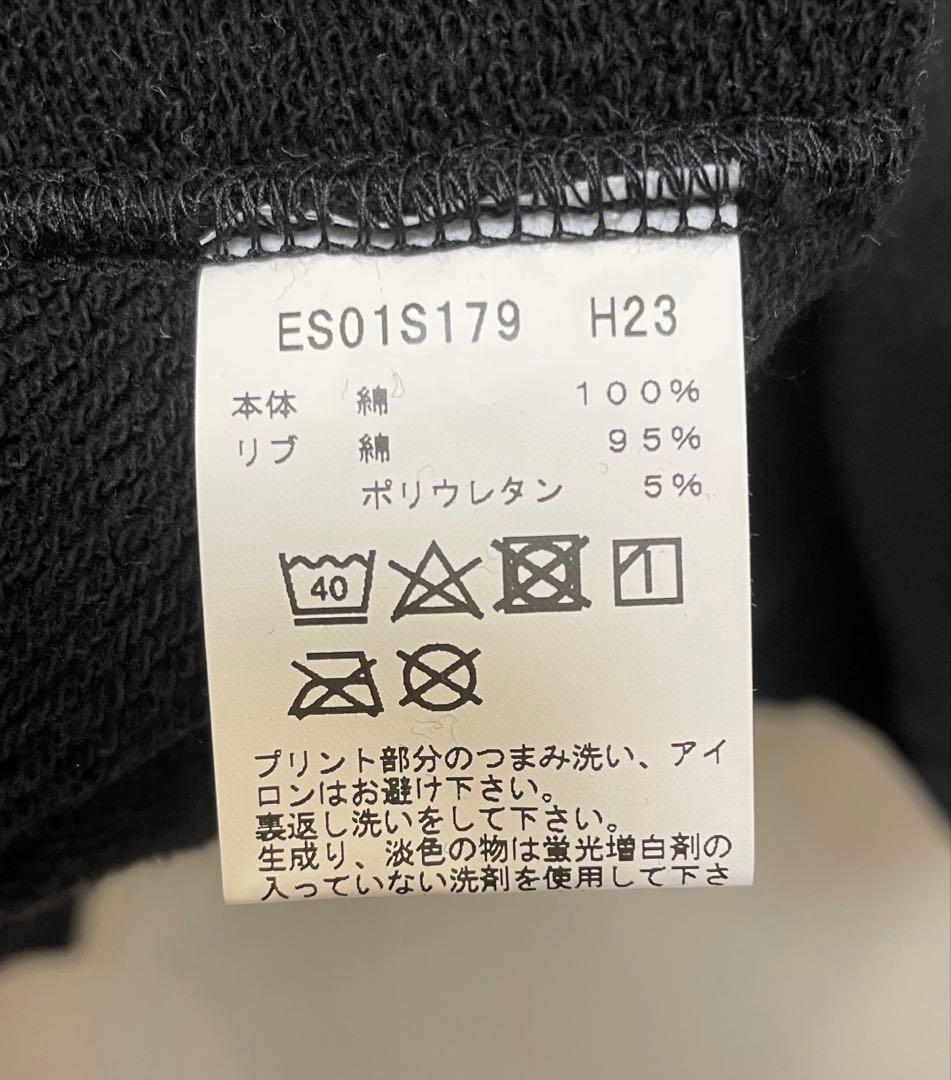 ES01S179 H23
本体 綿 100%
リブ 綿 95%
ポリウレタン 5%
40
プリント部分のつまみ洗い、アイ
ロンはお避け下さい。
裏返し洗いをして下さい。
生成り、淡色の物は蛍光増白剤の
入っていない洗剤を使用して下さ